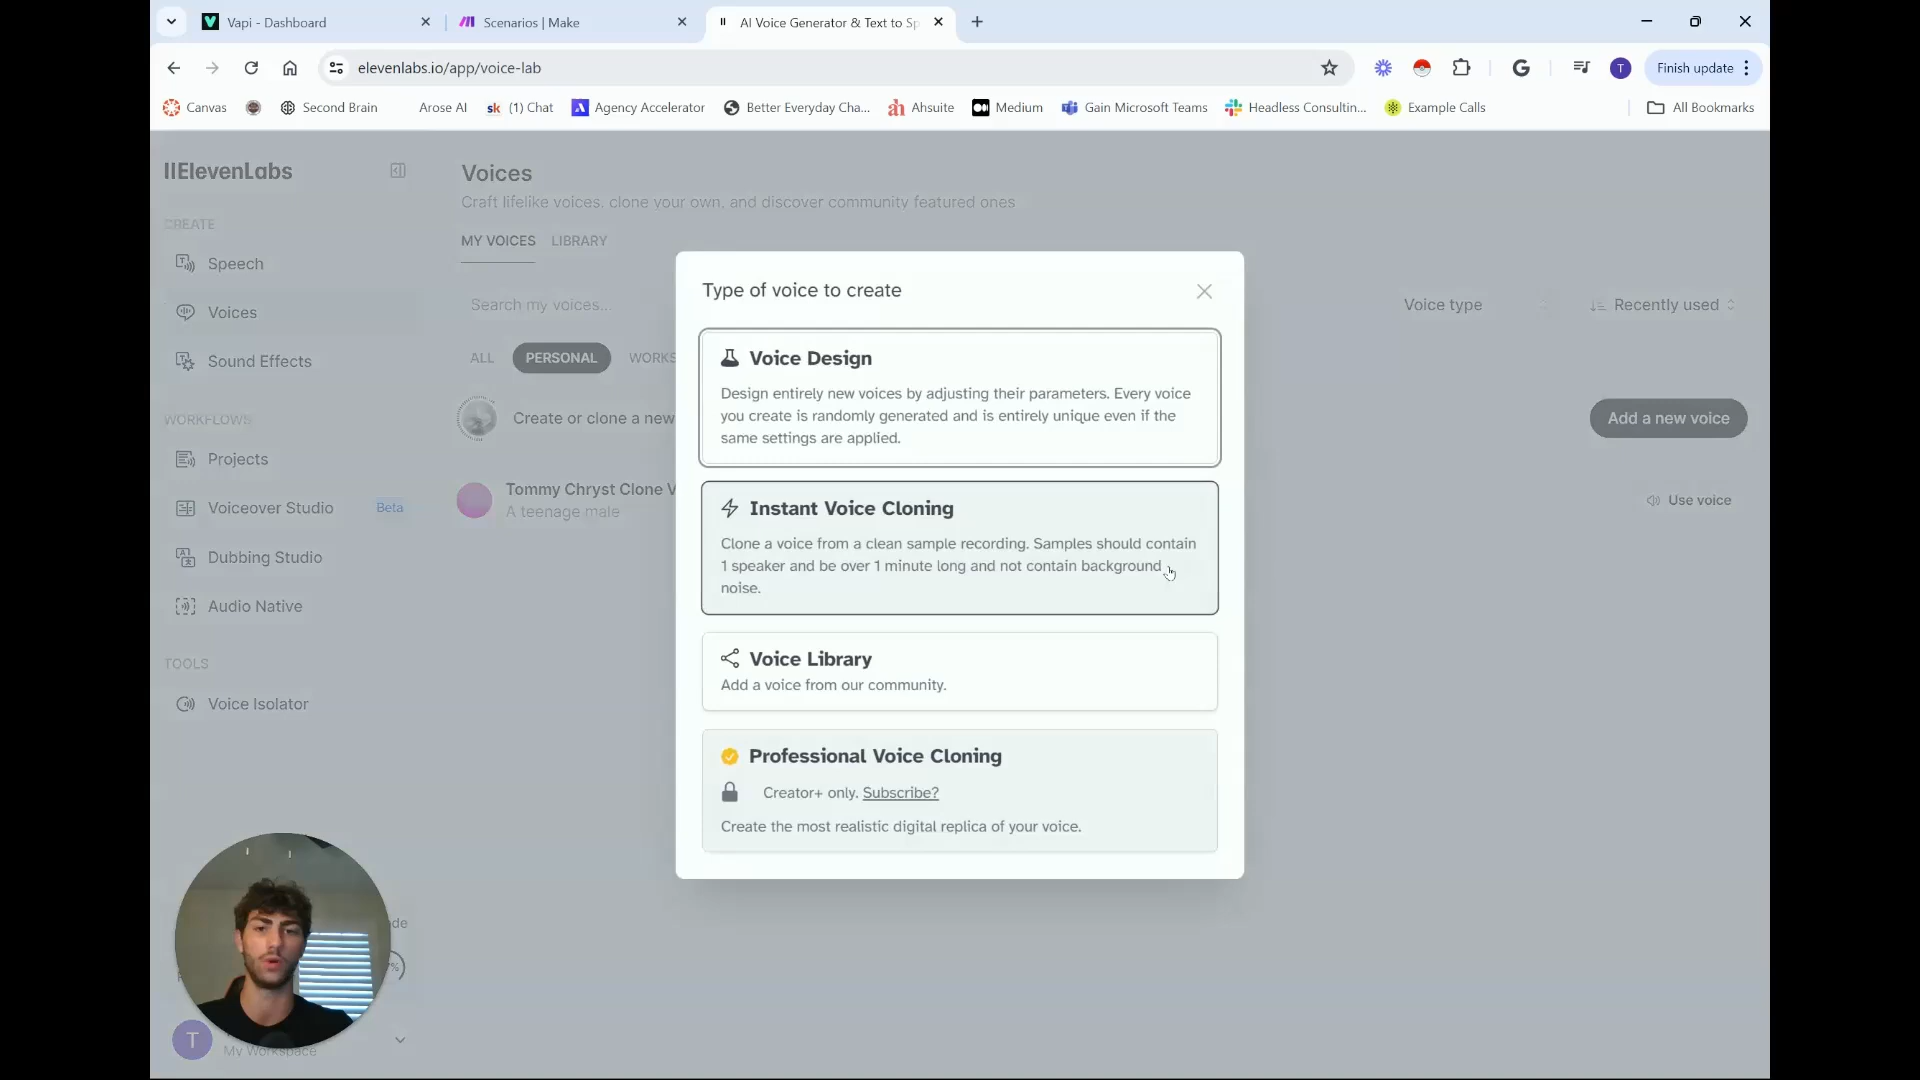 Vapi - Dashboard
Scenarios | Make
AI Voice Generator & Text to Sp
elevenlabs.io/app/voice-lab
Finish update
Canvas
Second Brain
Arose AI
(1) Chat
Agency Accelerator
Better Everyday Cha...
Ahsuite
Medium
Gain Microsoft Teams
Headless Consultin...
Example Calls
All Bookmarks
IIElevenLabs
CREATE
Speech
Voices
Sound Effects
WORKFLOWS
Projects
Voiceover Studio
Beta
Dubbing Studio
Audio Native
TOOLS
Voice Isolator
T
My Workspace
Voices
Craft lifelike voices, clone your own, and discover community featured ones
MY VOICES
LIBRARY
Search my voices...
Voice type
Recently used
ALL
PERSONAL
WORKS
Create or clone a new
Add a new voice
Tommy Chryst Clone V
A teenage male
Use voice
Type of voice to create
Voice Design
Design entirely new voices by adjusting their parameters. Every voice
you create is randomly generated and is entirely unique even if the
same settings are applied.
Instant Voice Cloning
Clone a voice from a clean sample recording. Samples should contain
1 speaker and be over 1 minute long and not contain background
noise.
Voice Library
Add a voice from our community.
Professional Voice Cloning
Creator+ only. Subscribe?
Create the most realistic digital replica of your voice.